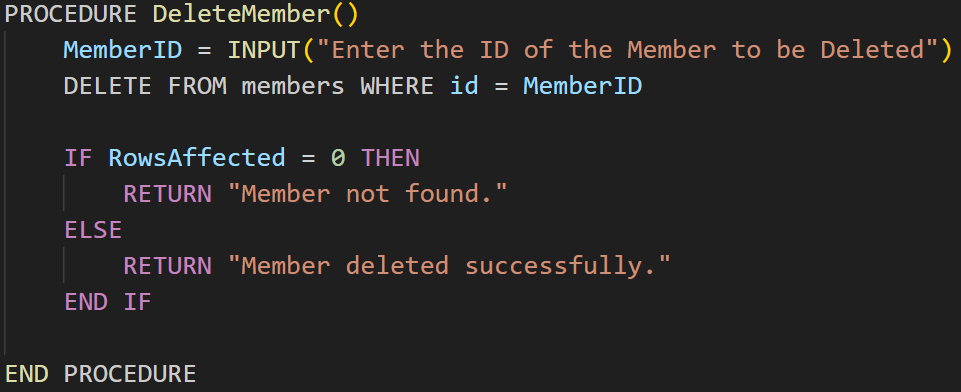 PROCEDURE DeleteMember()
    MemberID = INPUT("Enter the ID of the Member to be Deleted")
    DELETE FROM members WHERE id = MemberID

    IF RowsAffected = 0 THEN
        RETURN "Member not found."
    ELSE
        RETURN "Member deleted successfully."
    END IF

END PROCEDURE